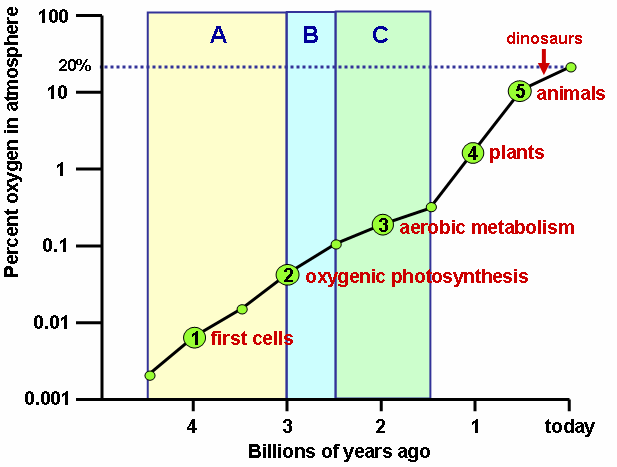 Percent oxygen in atmosphere
100
20%
10
1
0.1
0.01
0.001
A
B
C
dinosaurs
5 animals
4 plants
3 aerobic metabolism
2 oxygenic photosynthesis
1 first cells
4 3 2 1 today
Billions of years ago